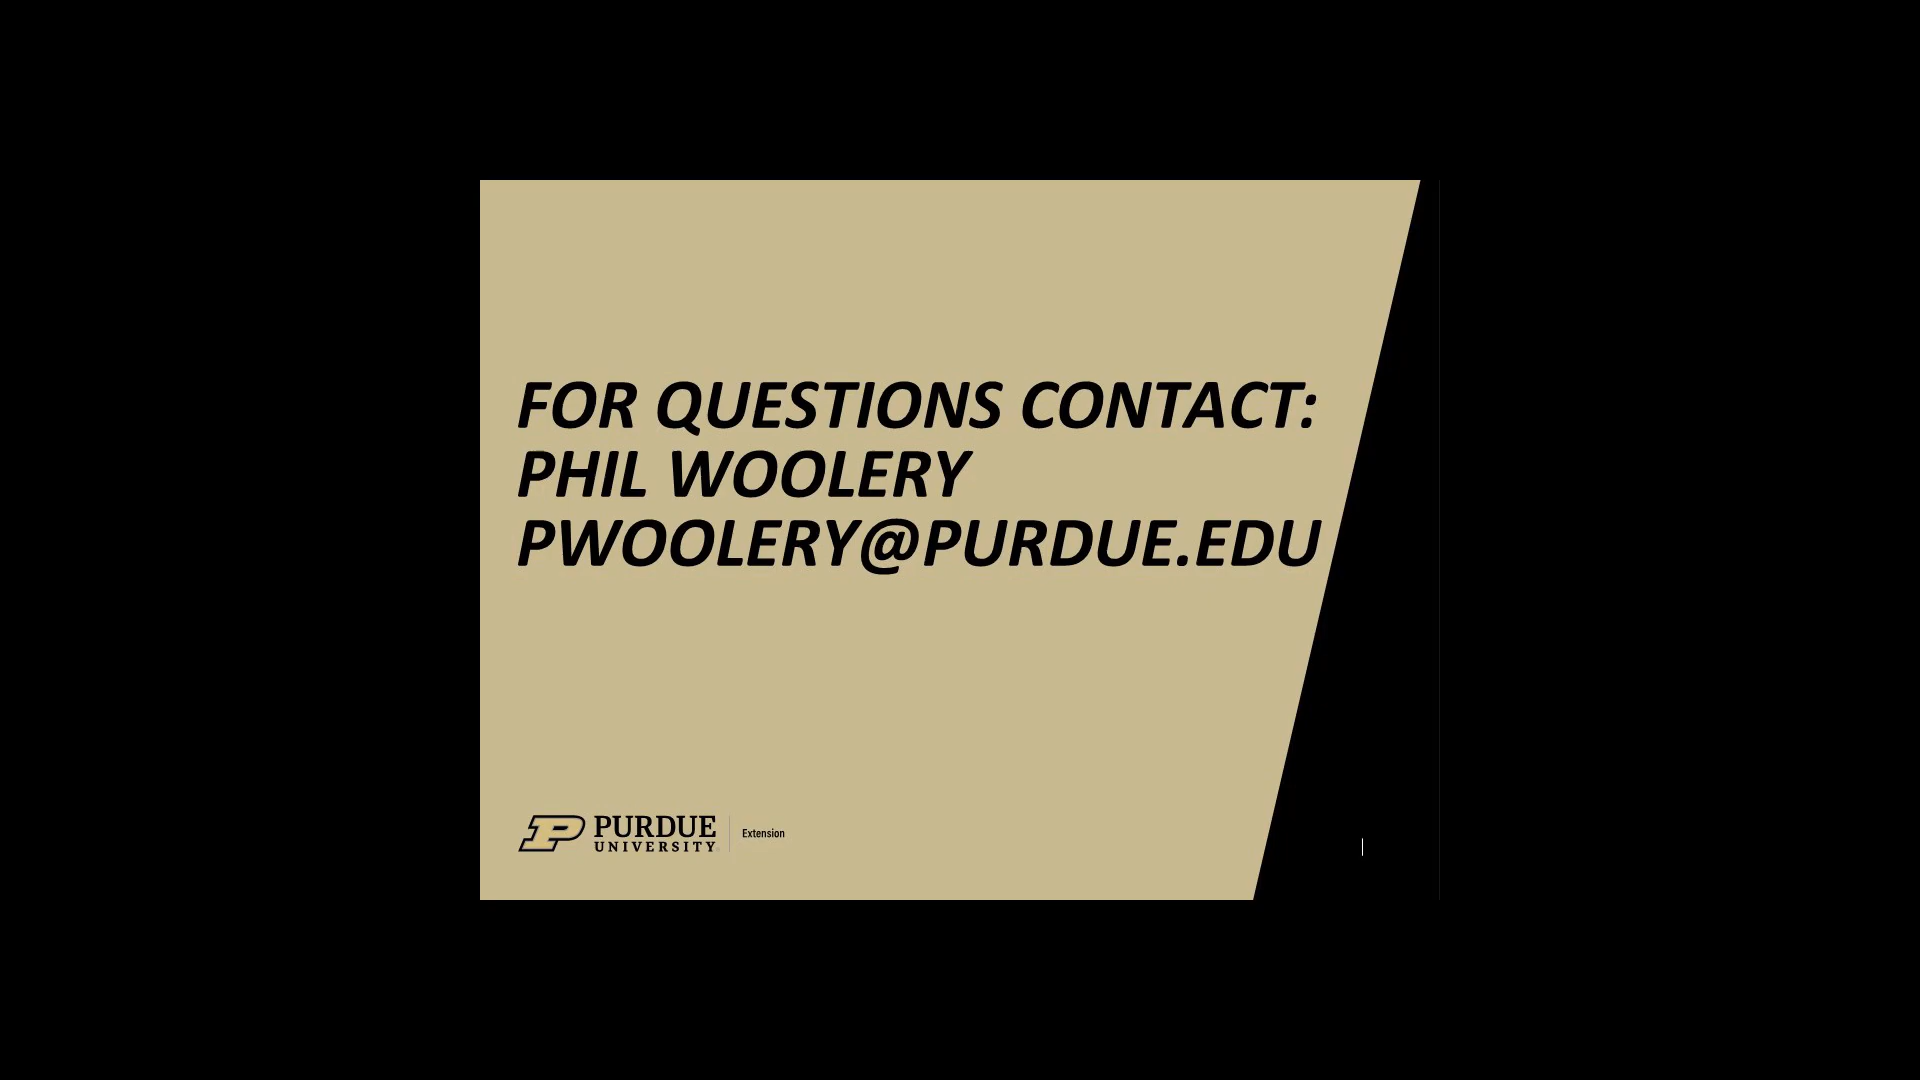 FOR QUESTIONS CONTACT:
PHIL WOOLERY
PWOOLERY@PURDUE.EDU
P PURDUE UNIVERSITY Extension